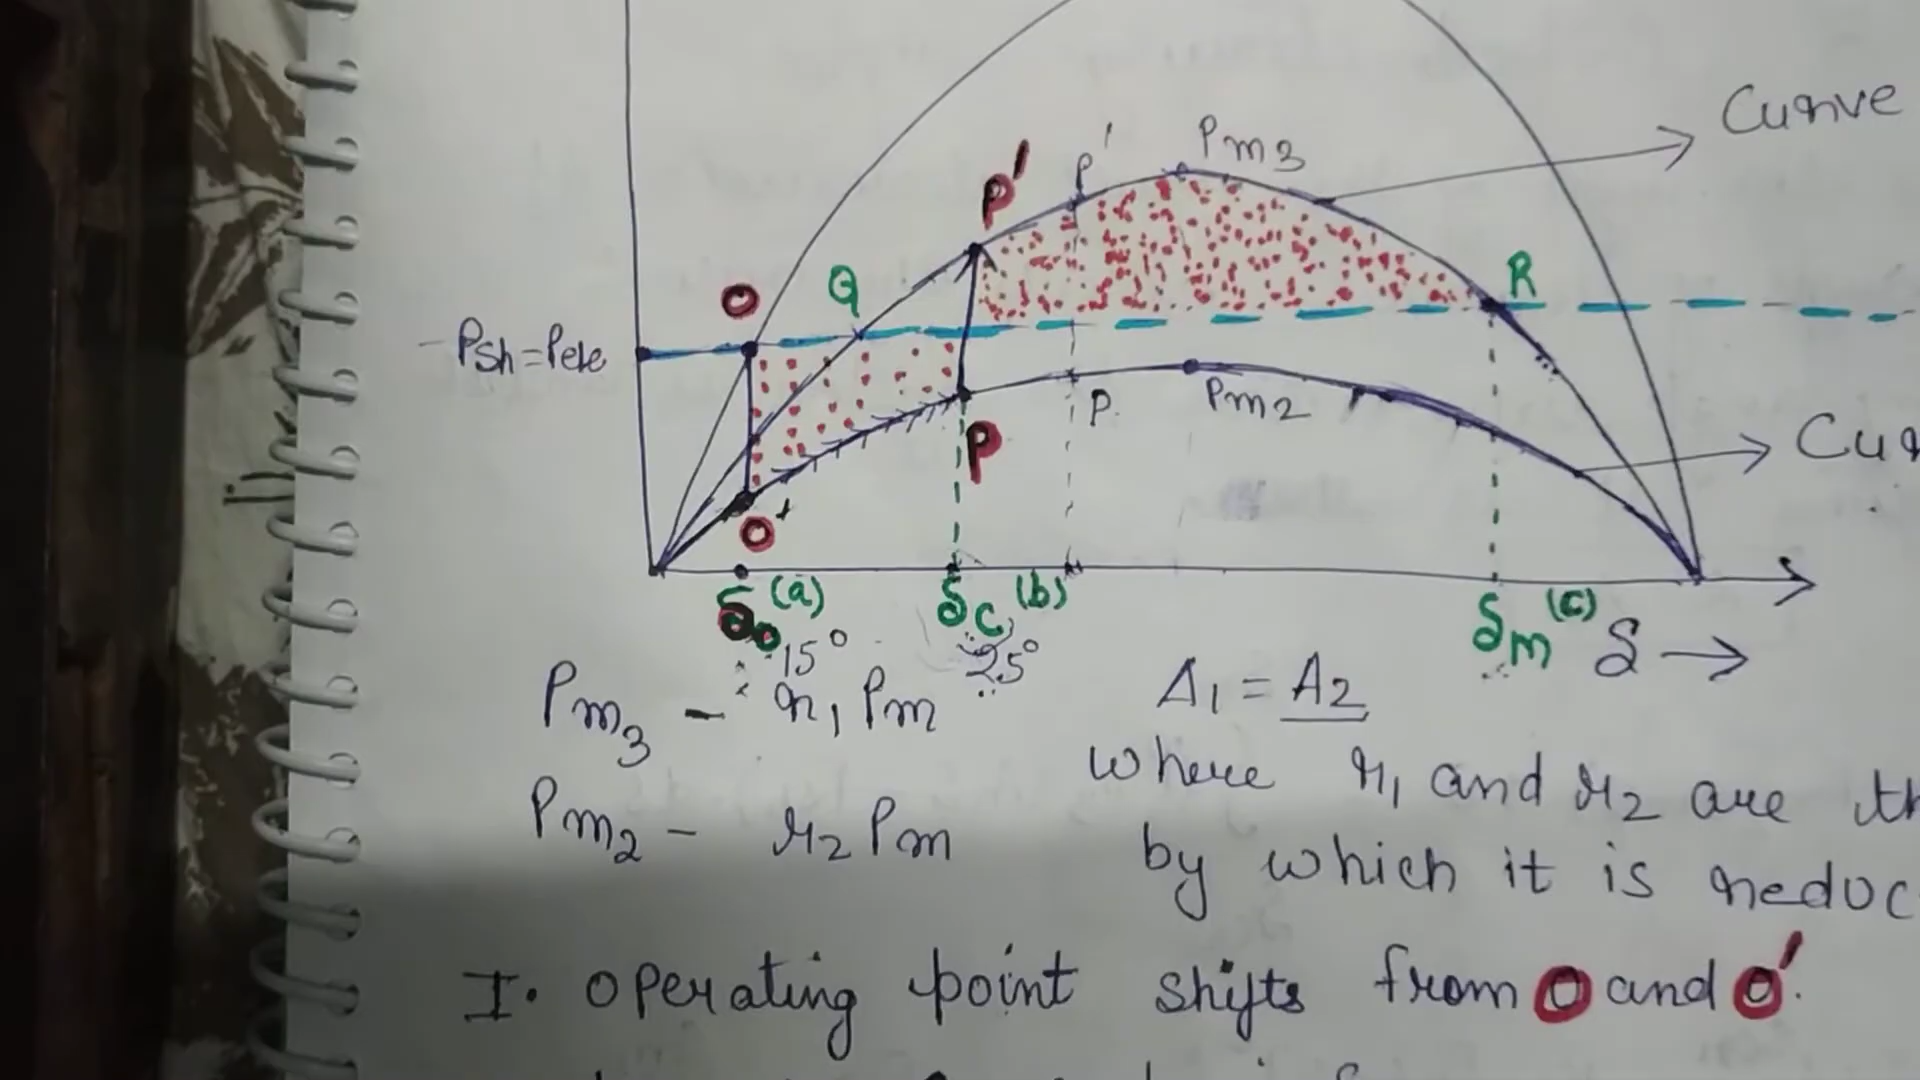 Curve
Pm3
P'
P'
R
Q
O
Psh=Pele
P.
Pm2
P
Cu
O'
δo (a)
δc (b)
δm (c)
δ →
15°
25°
Pm3 - r1 Pm
A1 = A2
where r1 and r2 are th
Pm2 - r2 Pm
by which it is reduc
I. operating point shifts from O and O'.